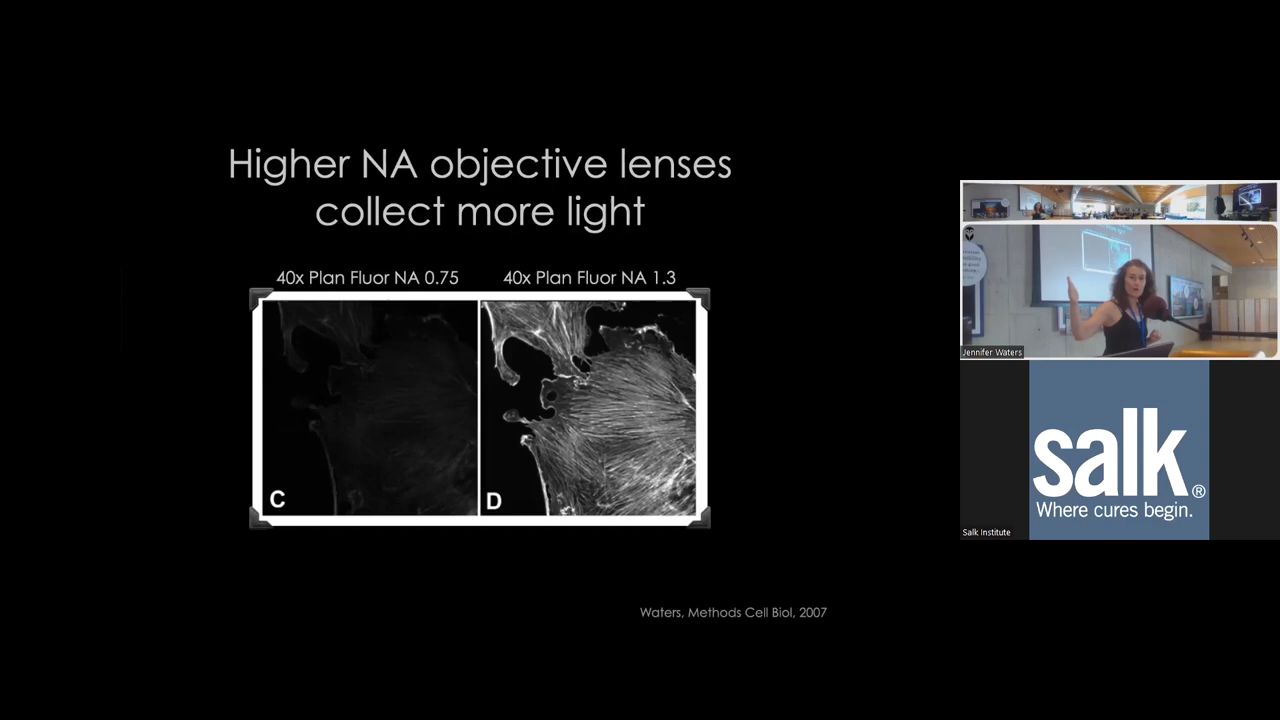 Higher NA objective lenses
collect more light
40x Plan Fluor NA 0.75
40x Plan Fluor NA 1.3
C
D
Waters, Methods Cell Biol, 2007
Jennifer Waters
salk®
Where cures begin.
Salk Institute